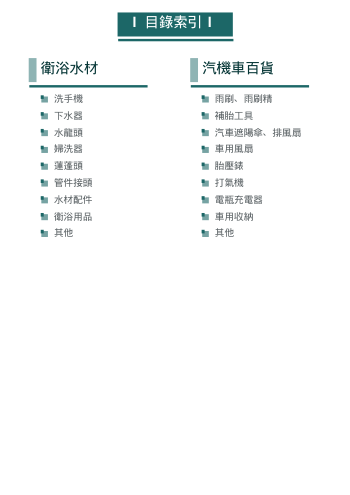 I 目錄索引 I
衛浴水材
洗手機
下水器
水龍頭
婦洗器
蓮蓬頭
管件接頭
水材配件
衛浴用品
其他
汽機車百貨
雨刷、雨刷精
補胎工具
汽車遮陽傘、排風扇
車用風扇
胎壓錶
打氣機
電瓶充電器
車用收納
其他